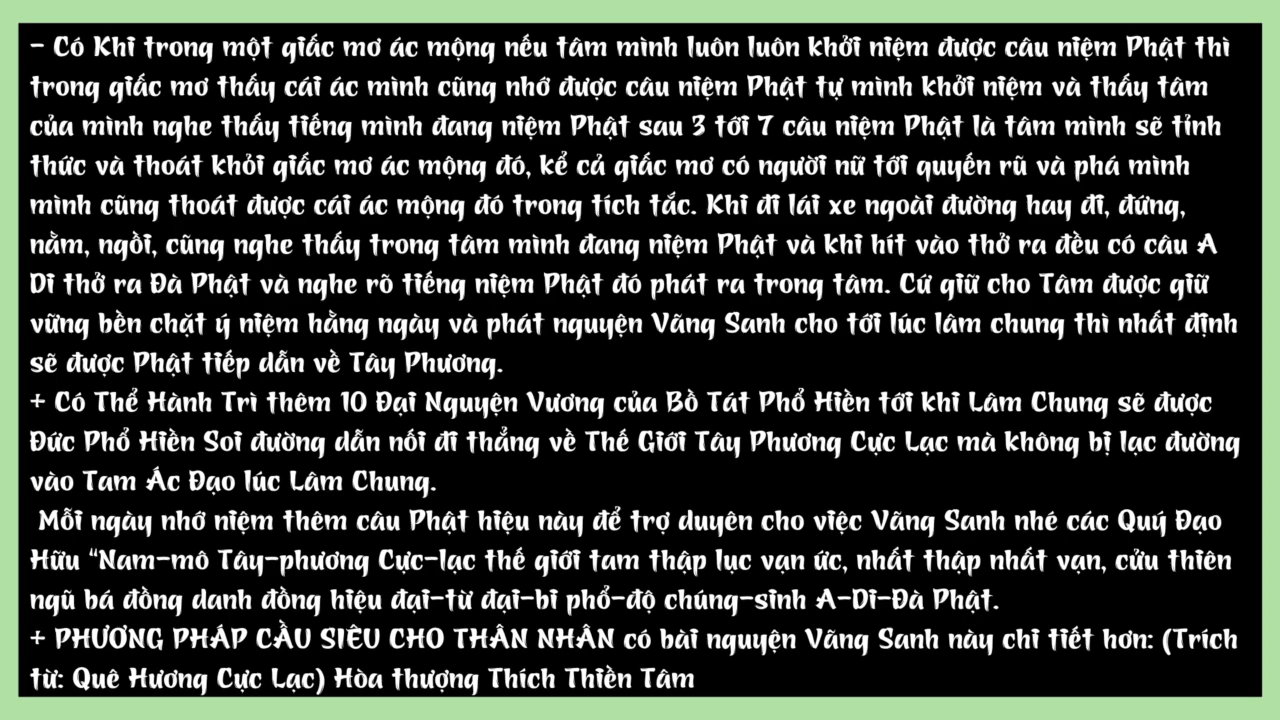 - Có Khi trong một giấc mơ ác mộng nếu tâm mình luôn luôn khởi niệm được câu niệm Phật thì
trong giấc mơ thấy cái ác mình cũng nhớ được câu niệm Phật tự mình khởi niệm và thấy tâm
của mình nghe thấy tiếng mình đang niệm Phật sau 3 tới 7 câu niệm Phật là tâm mình sẽ tỉnh
thức và thoát khỏi giấc mơ ác mộng đó, kể cả giấc mơ có người nữ tới quyến rũ và phá mình
mình cũng thoát được cái ác mộng đó trong tích tắc. Khi đi lái xe ngoài đường hay đi, đứng,
nằm, ngồi, cũng nghe thấy trong tâm mình đang niệm Phật và khi hít vào thở ra đều có câu A
Di thở ra Đà Phật và nghe rõ tiếng niệm Phật đó phát ra trong tâm. Cứ giữ cho Tâm được giữ
vững bền chặt ý niệm hằng ngày và phát nguyện Vãng Sanh cho tới lúc lâm chung thì nhất định
sẽ được Phật tiếp dẫn về Tây Phương.
+ Có Thể Hành Trì thêm 10 Đại Nguyện Vương của Bồ Tát Phổ Hiền tới khi Lâm Chung sẽ được
Đức Phổ Hiền Soi đường dẫn nối đi thẳng về Thế Giới Tây Phương Cực Lạc mà không bị lạc đường
vào Tam Ác Đạo lúc Lâm Chung.
Mỗi ngày nhớ niệm thêm câu Phật hiệu này để trợ duyên cho việc Vãng Sanh nhé các Quý Đạo
Hữu "Nam-mô Tây-phương Cực-lạc thế giới tam thập lục vạn ức, nhất thập nhất vạn, cửu thiên
ngũ bá đồng danh đồng hiệu đại-từ đại-bi phổ-độ chúng-sinh A-Di-Đà Phật.
+ PHƯƠNG PHÁP CẦU SIÊU CHO THÂN NHÂN có bài nguyện Vãng Sanh này chi tiết hơn: (Trích
từ: Quê Hương Cực Lạc) Hòa thượng Thích Thiền Tâm